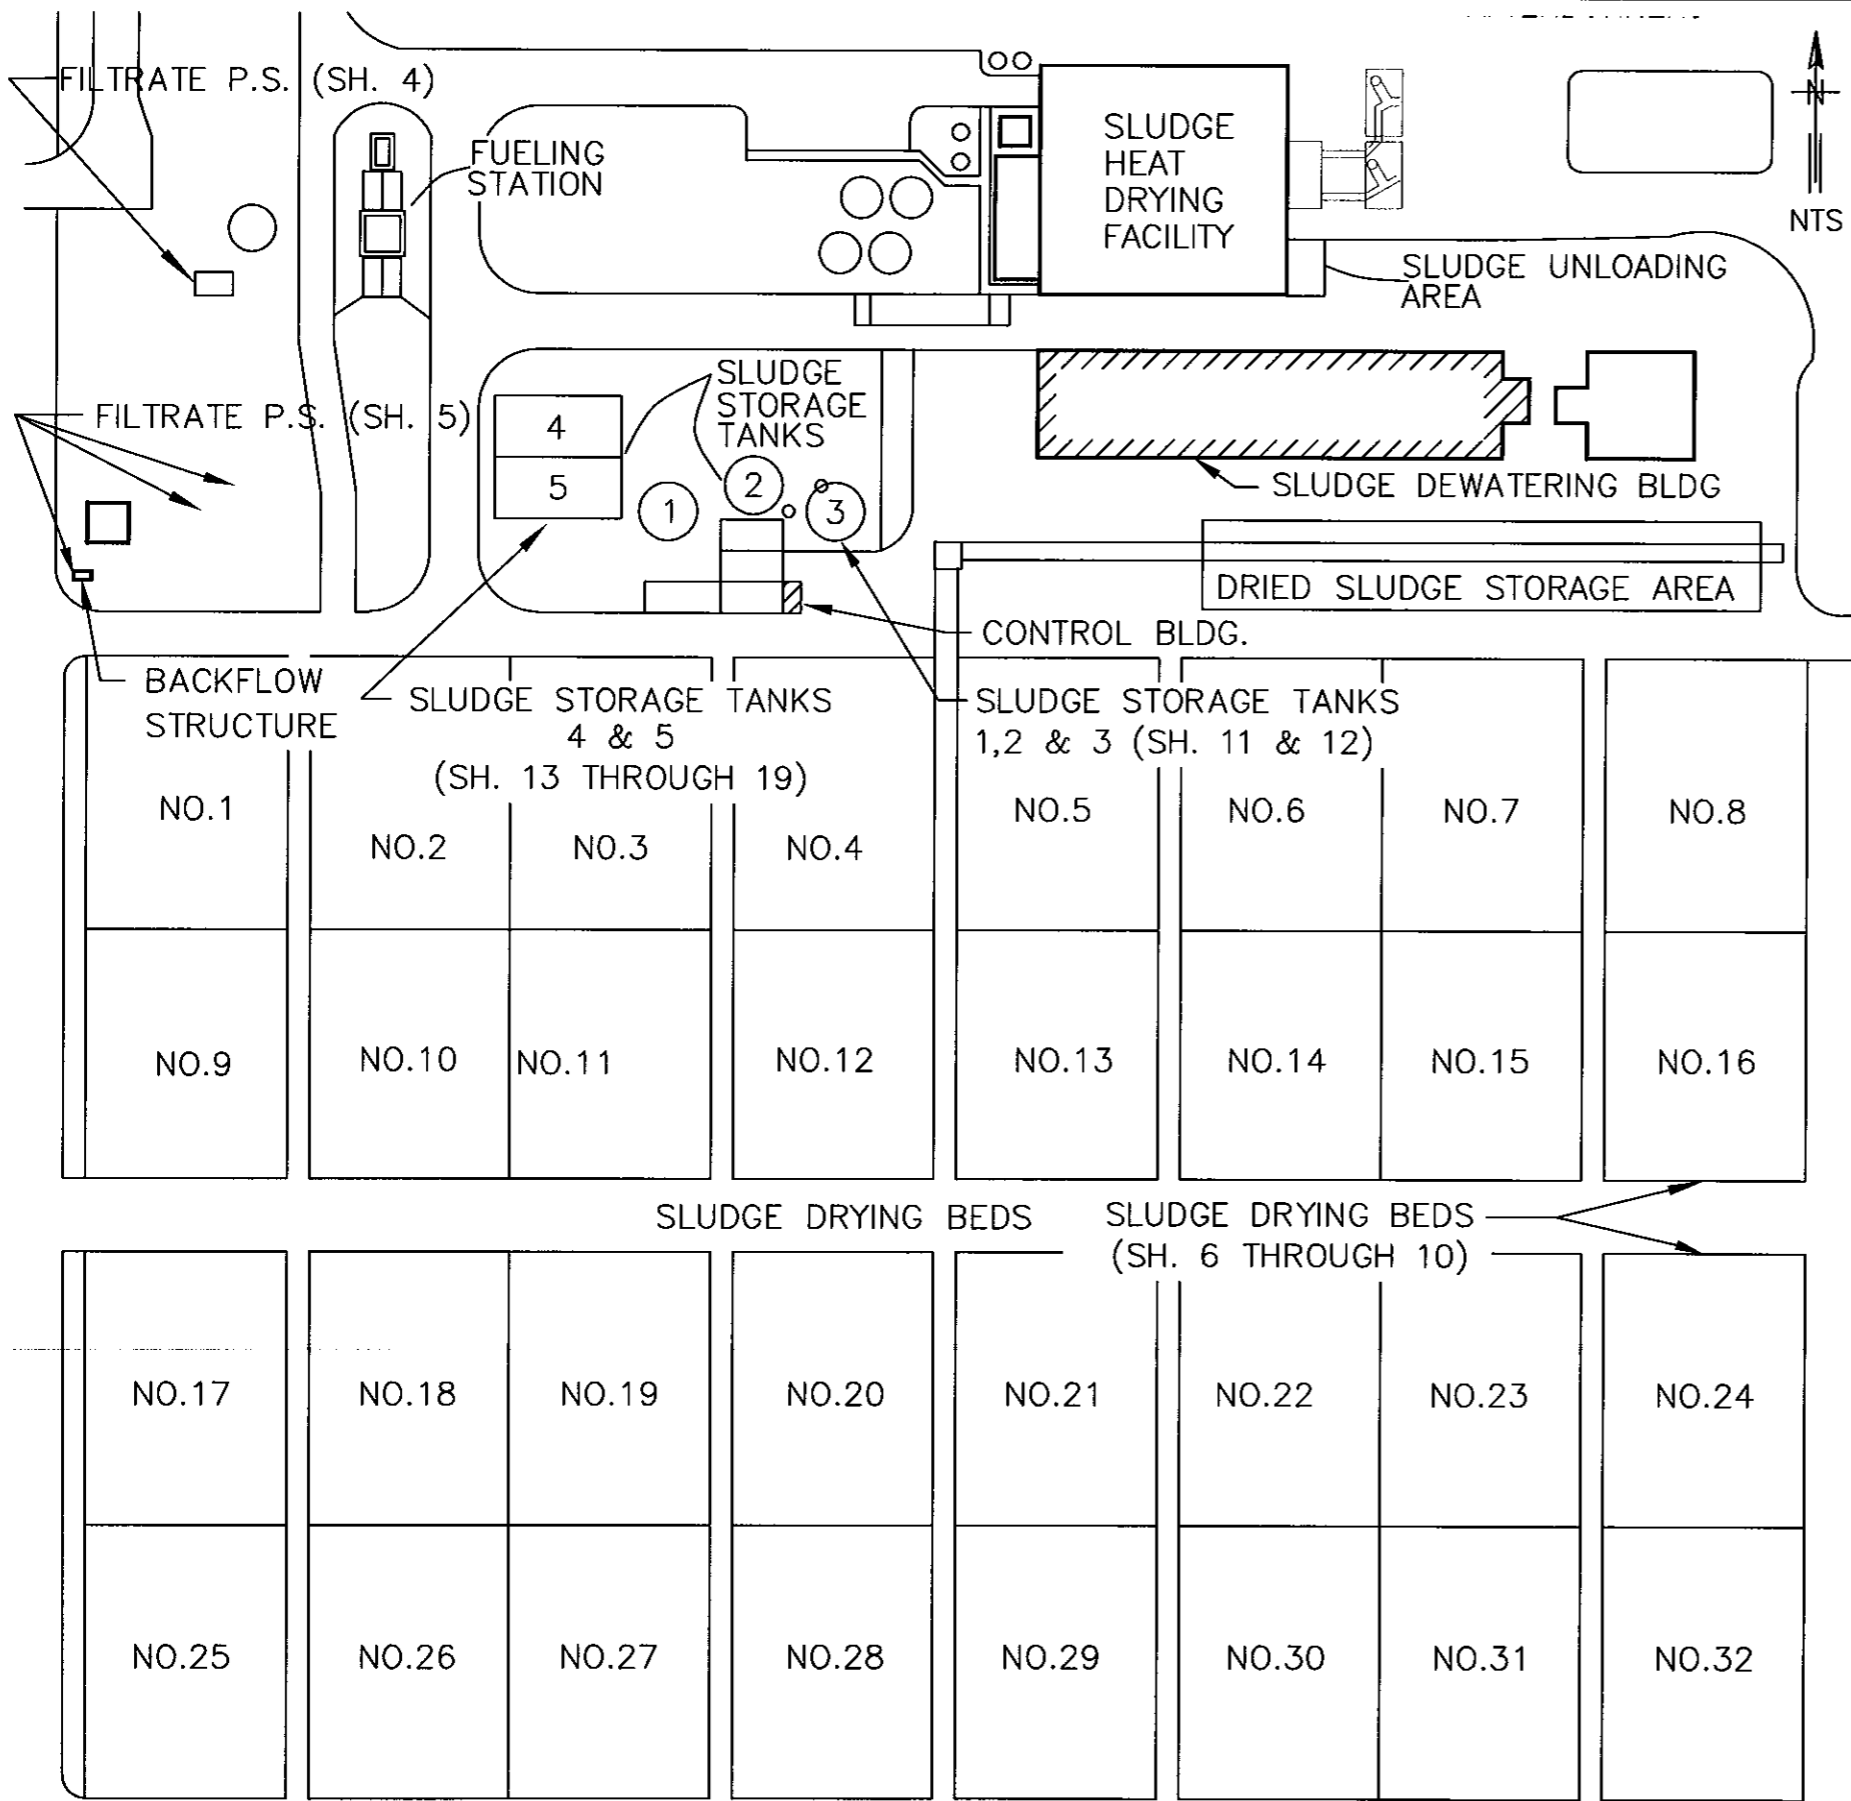 FILTRATE P.S. (SH. 4)
FUELING
STATION
SLUDGE
HEAT
DRYING
FACILITY
N
NTS
SLUDGE UNLOADING
AREA
SLUDGE
STORAGE
TANKS
FILTRATE P.S. (SH. 5)
4
5
1
2
3
SLUDGE DEWATERING BLDG
DRIED SLUDGE STORAGE AREA
CONTROL BLDG.
BACKFLOW
STRUCTURE
SLUDGE STORAGE TANKS
4 & 5
(SH. 13 THROUGH 19)
SLUDGE STORAGE TANKS
1,2 & 3 (SH. 11 & 12)
NO.1
NO.2
NO.3
NO.4
NO.5
NO.6
NO.7
NO.8
NO.9
NO.10
NO.11
NO.12
NO.13
NO.14
NO.15
NO.16
SLUDGE DRYING BEDS
SLUDGE DRYING BEDS
(SH. 6 THROUGH 10)
NO.17
NO.18
NO.19
NO.20
NO.21
NO.22
NO.23
NO.24
NO.25
NO.26
NO.27
NO.28
NO.29
NO.30
NO.31
NO.32